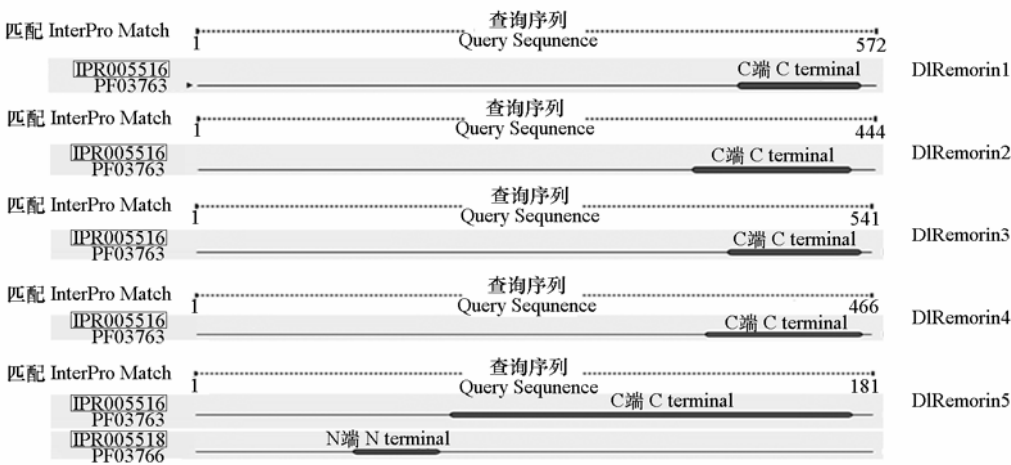 匹配 InterPro Match 查询序列
1 Query Sequnence 572
IPR005516 C端 C terminal DlRemorin1
PF03763
匹配 InterPro Match 查询序列
1 Query Sequnence 444
IPR005516 C端 C terminal DlRemorin2
PF03763
匹配 InterPro Match 查询序列
1 Query Sequnence 541
IPR005516 C端 C terminal DlRemorin3
PF03763
匹配 InterPro Match 查询序列
1 Query Sequnence 466
IPR005516 C端 C terminal DlRemorin4
PF03763
匹配 InterPro Match 查询序列
1 Query Sequnence 181
IPR005516 C端 C terminal DlRemorin5
PF03763
IPR005518 N端 N terminal
PF03766